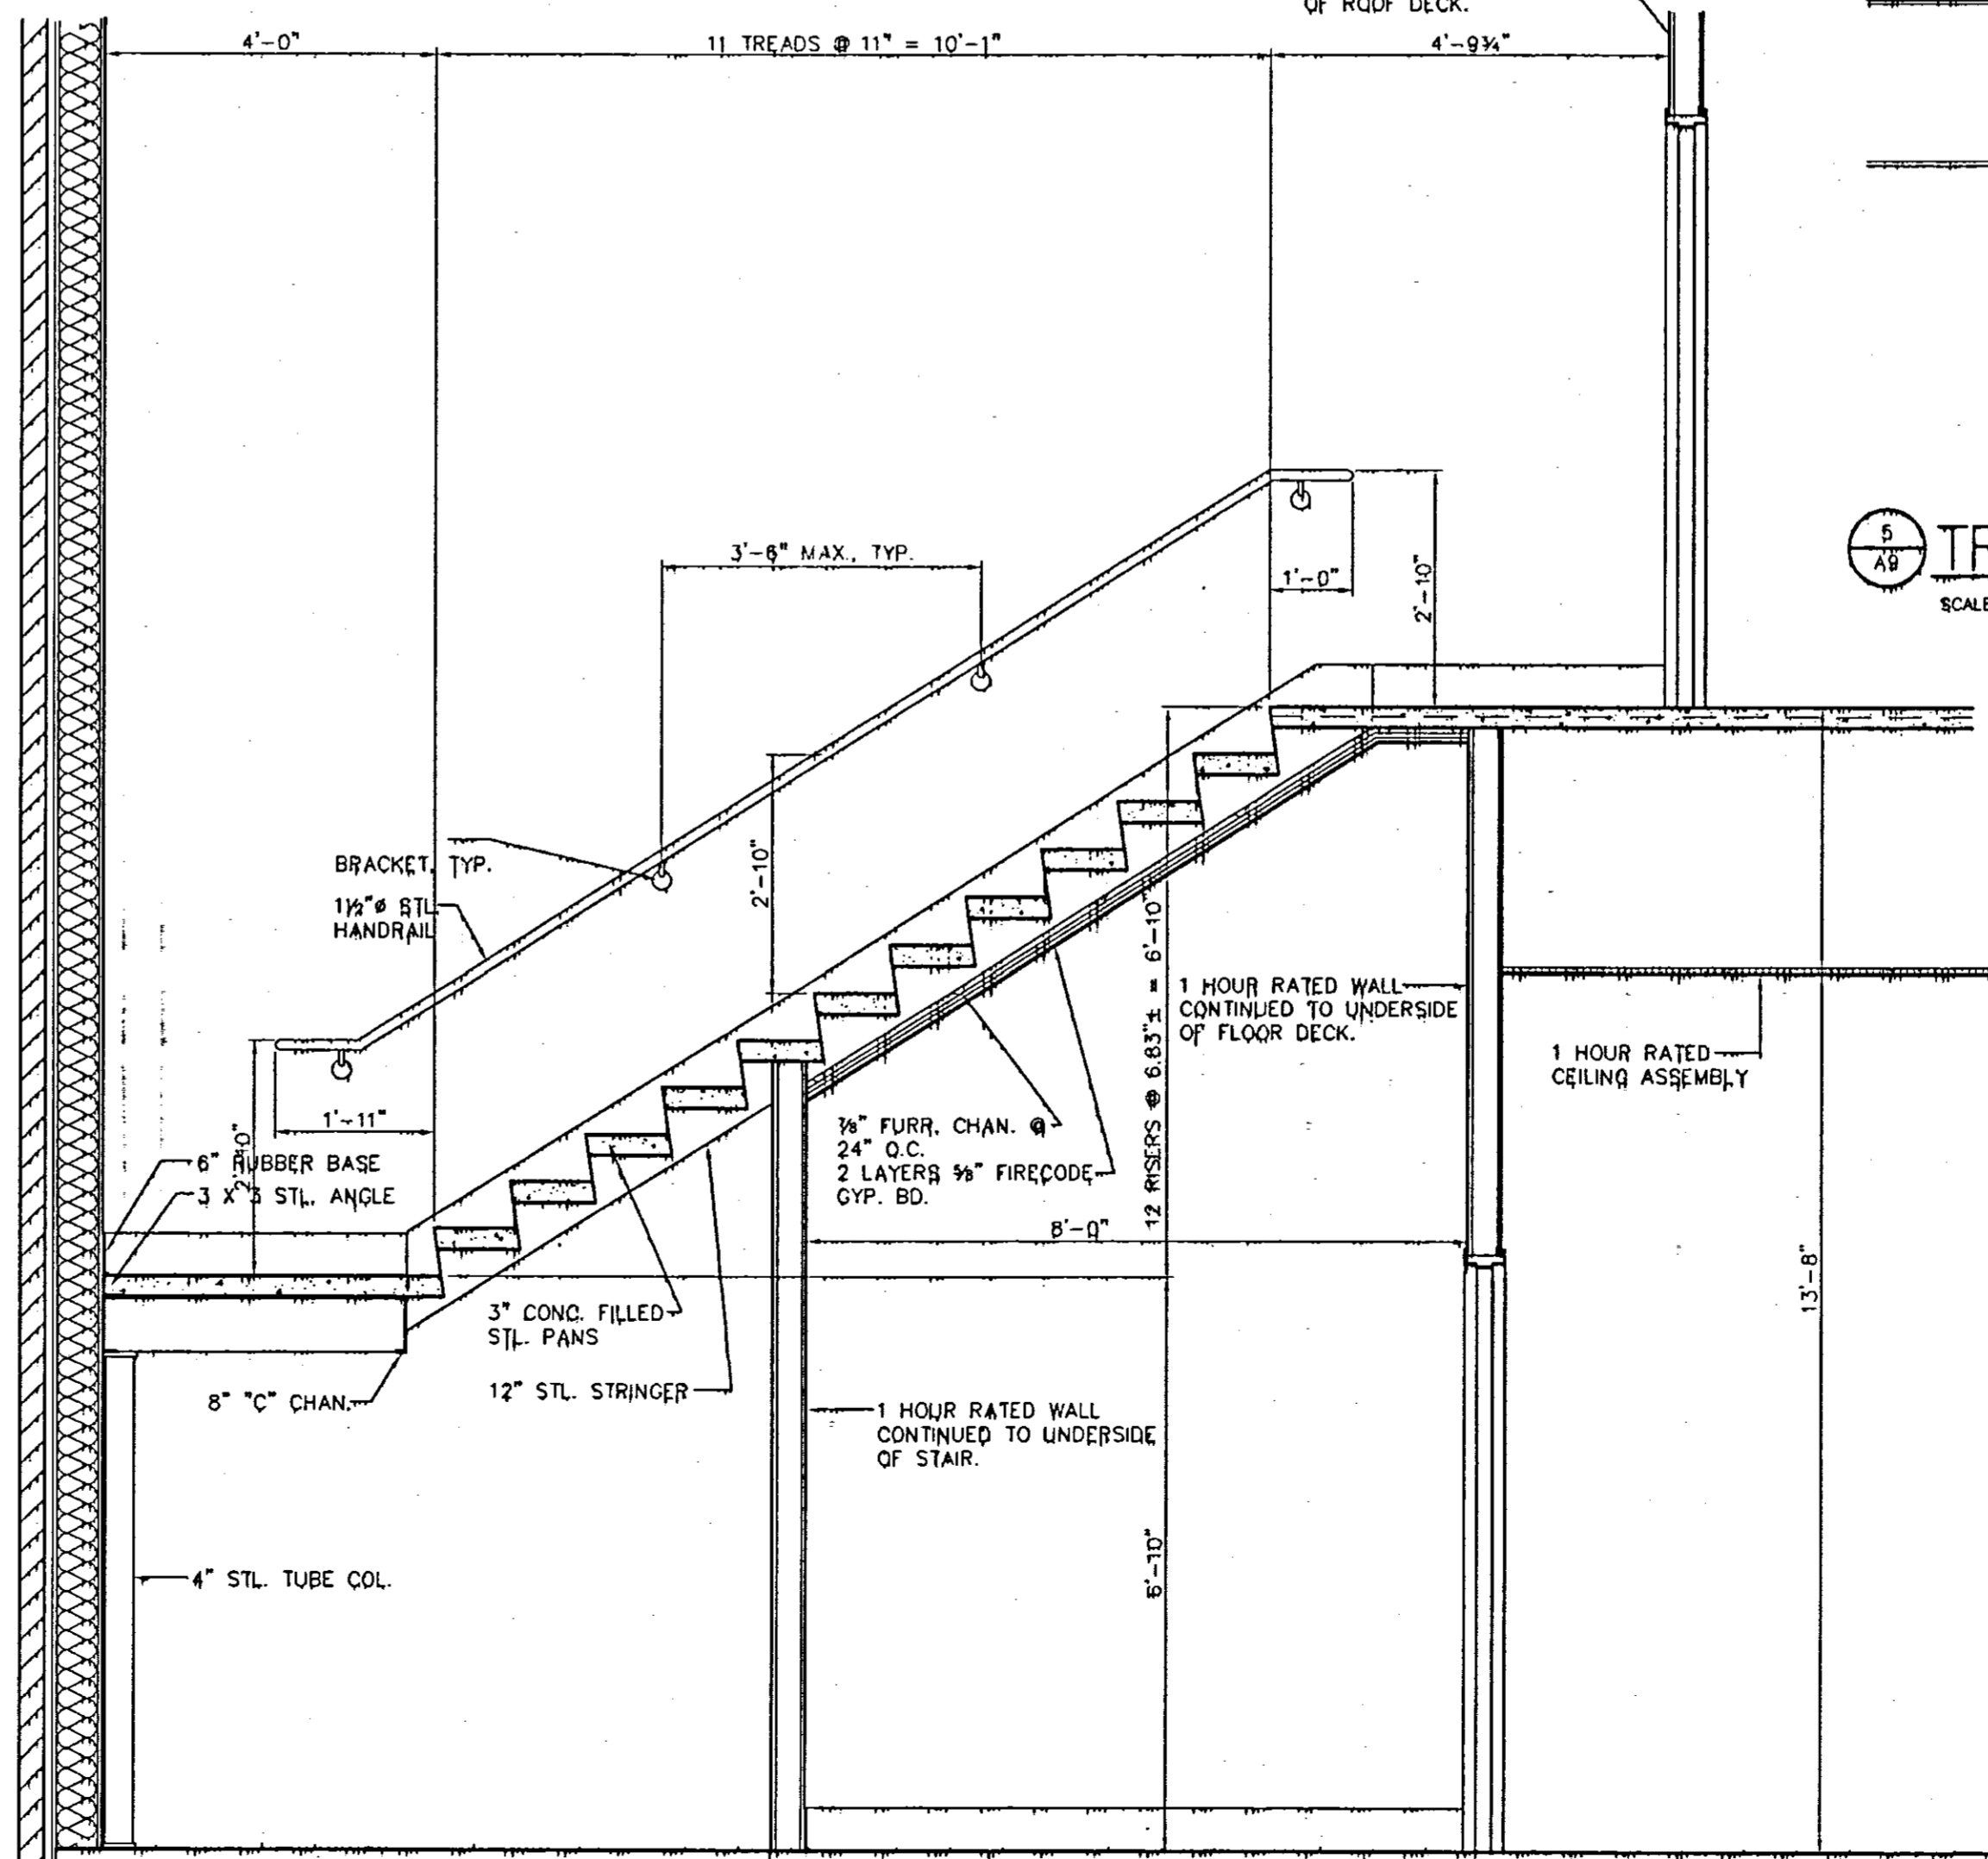 OF ROOF DECK.
4'-0"
11 TREADS @ 11" = 10'-1"
4'-9¾"
3'-6" MAX., TYP.
1'-0"
2'-10"
5
A9
SCALE
BRACKET, TYP.
1½"ø STL
HANDRAIL
2'-10"
12 RISERS @ 6.83"± = 6'-10"
1 HOUR RATED WALL
CONTINUED TO UNDERSIDE
OF FLOOR DECK.
1 HOUR RATED
CEILING ASSEMBLY
1'-11"
2'-10"
6" RUBBER BASE
3 X 3 STL. ANGLE
⅞" FURR. CHAN. @
24" O.C.
2 LAYERS ⅝" FIRECODE
GYP. BD.
8'-0"
13'-8"
3" CONC. FILLED
STL. PANS
12" STL. STRINGER
8" "C" CHAN.
1 HOUR RATED WALL
CONTINUED TO UNDERSIDE
OF STAIR.
6'-10"
4" STL. TUBE COL.